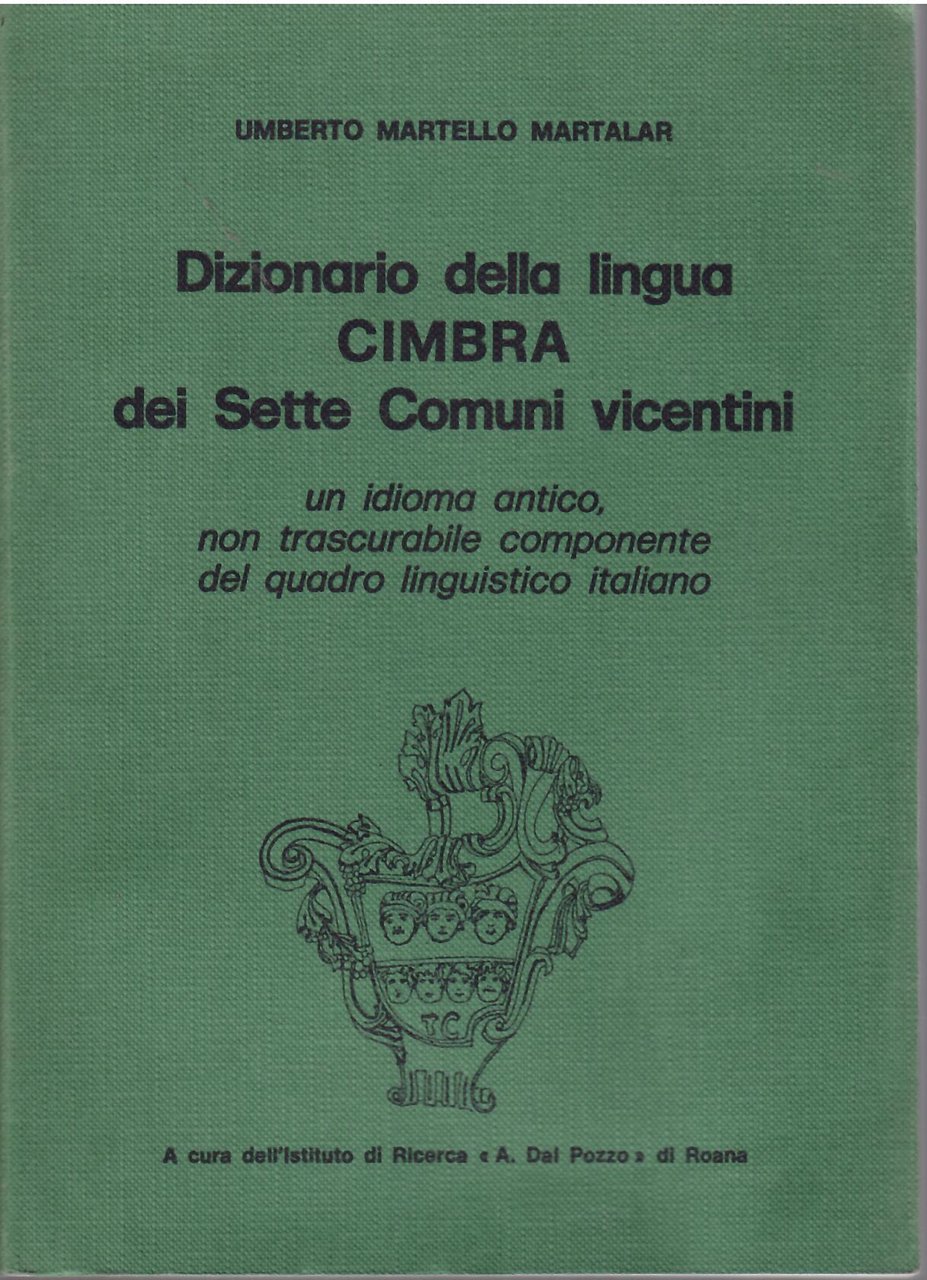 UMBERTO MARTELLO MARTALAR
Dizionario della lingua
CIMBRA
dei Sette Comuni vicentini
un idioma antico,
non trascurabile componente
del quadro linguistico italiano
TC
A cura dell'Istituto di Ricerca « A. Dal Pozzo » di Roana